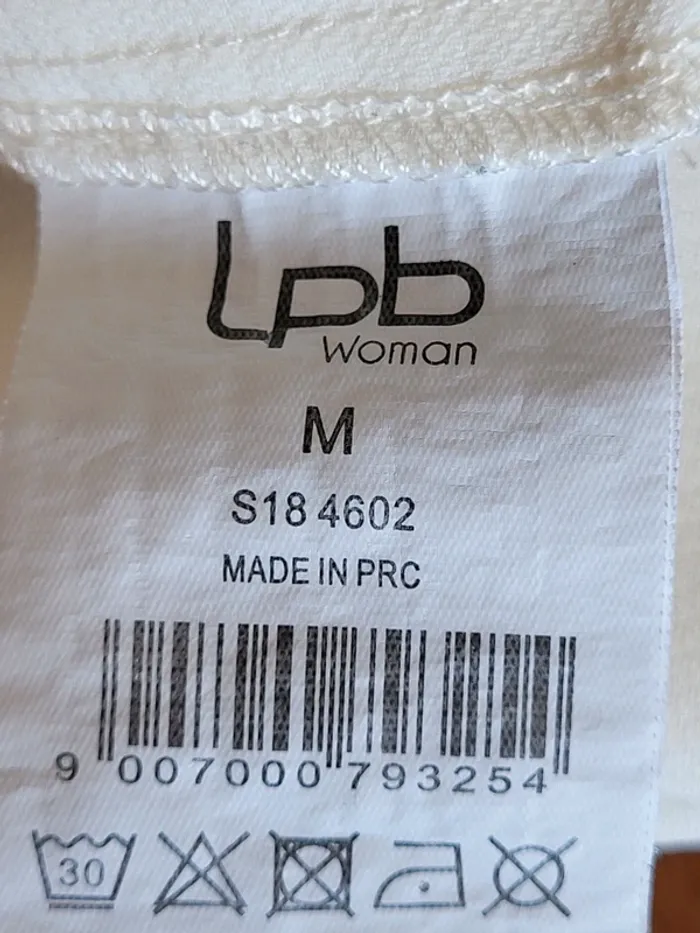 Lpb
Woman
M
S18 4602
MADE IN PRC
9 007000 793254
30